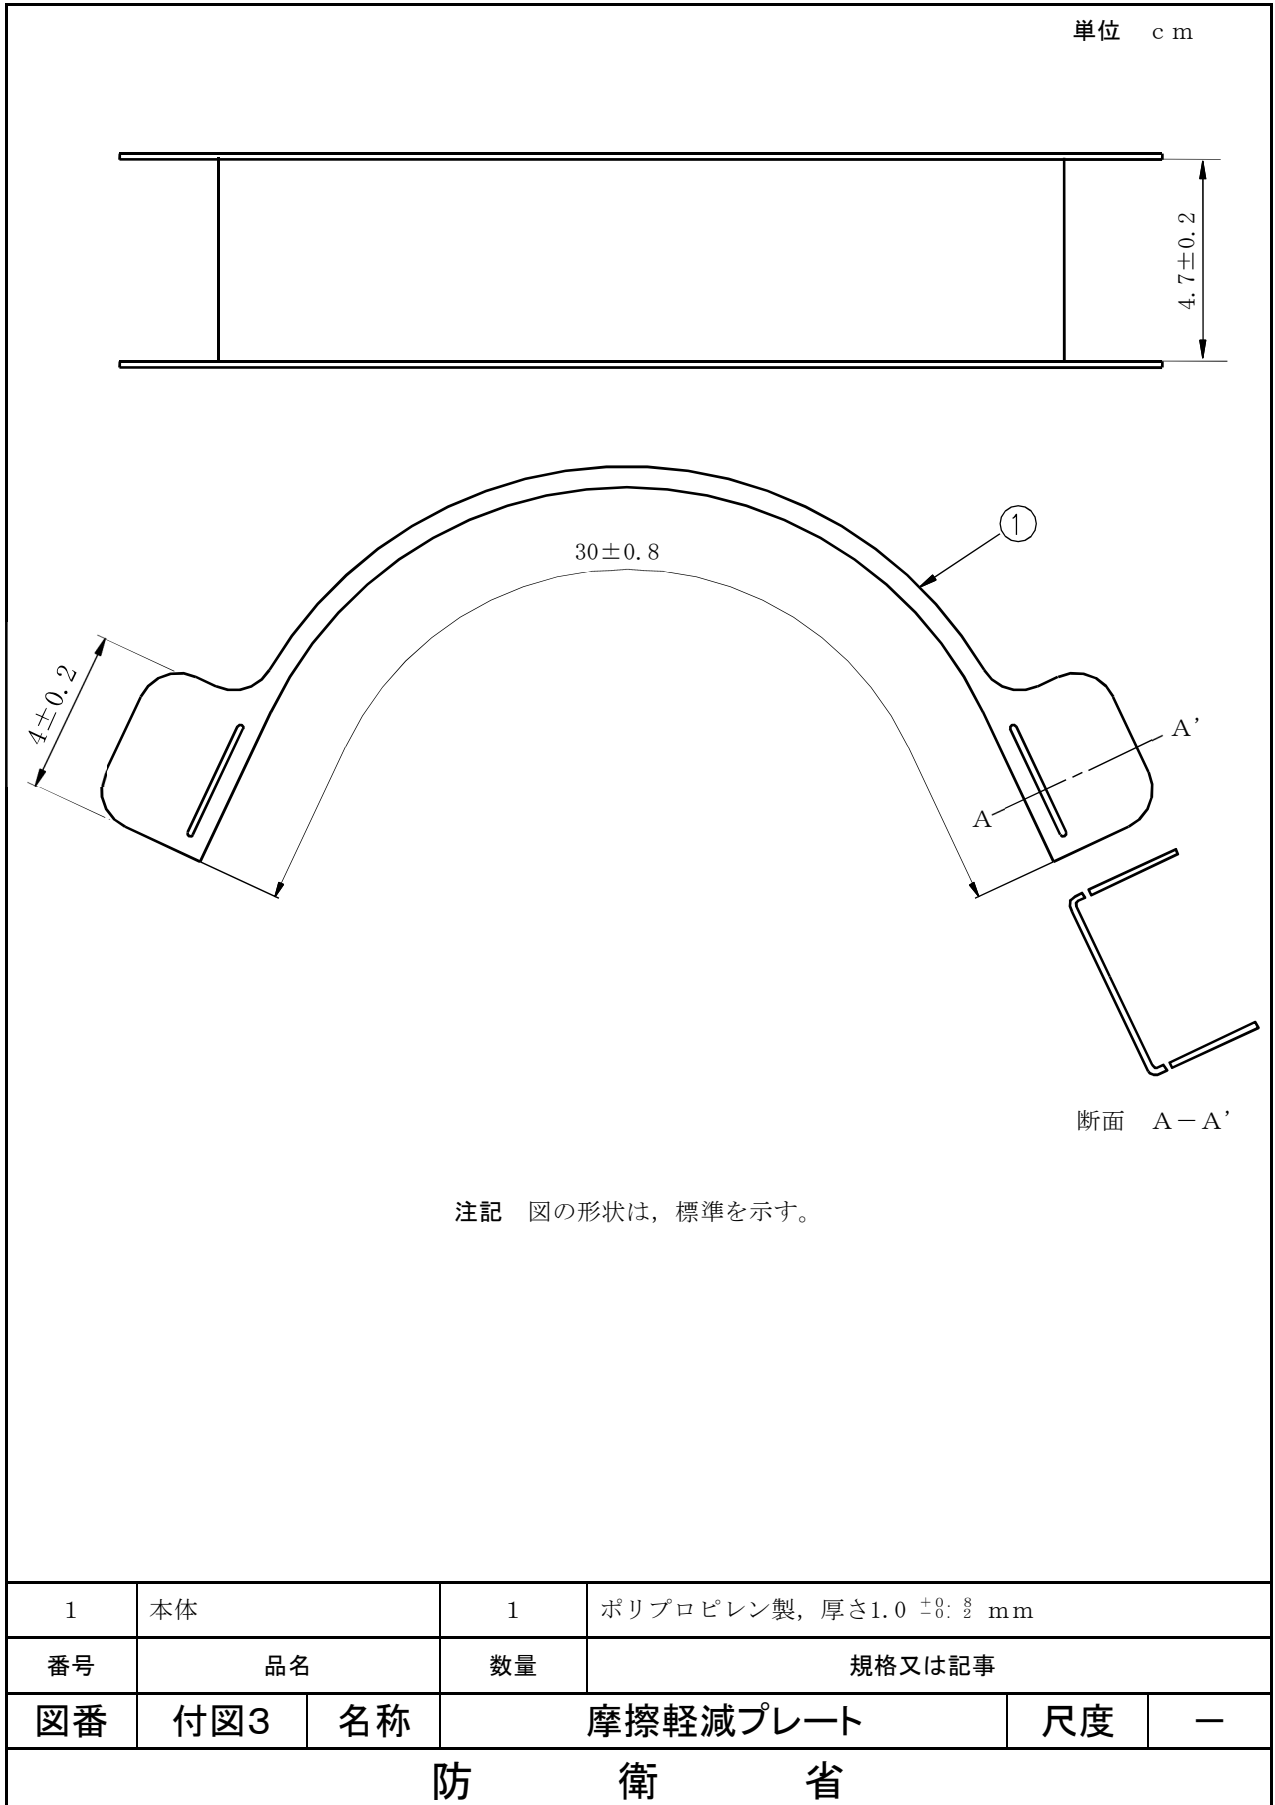 単位 cm
4.7±0.2
①
30±0.8
4±0.2
A'
A
断面 A－A'
注記 図の形状は，標準を示す。
1 本体 1 ポリプロピレン製，厚さ1.0 +0.8 -0.2 mm
番号 品名 数量 規格又は記事
図番 付図3 名称 摩擦軽減プレート 尺度 －
防衛省